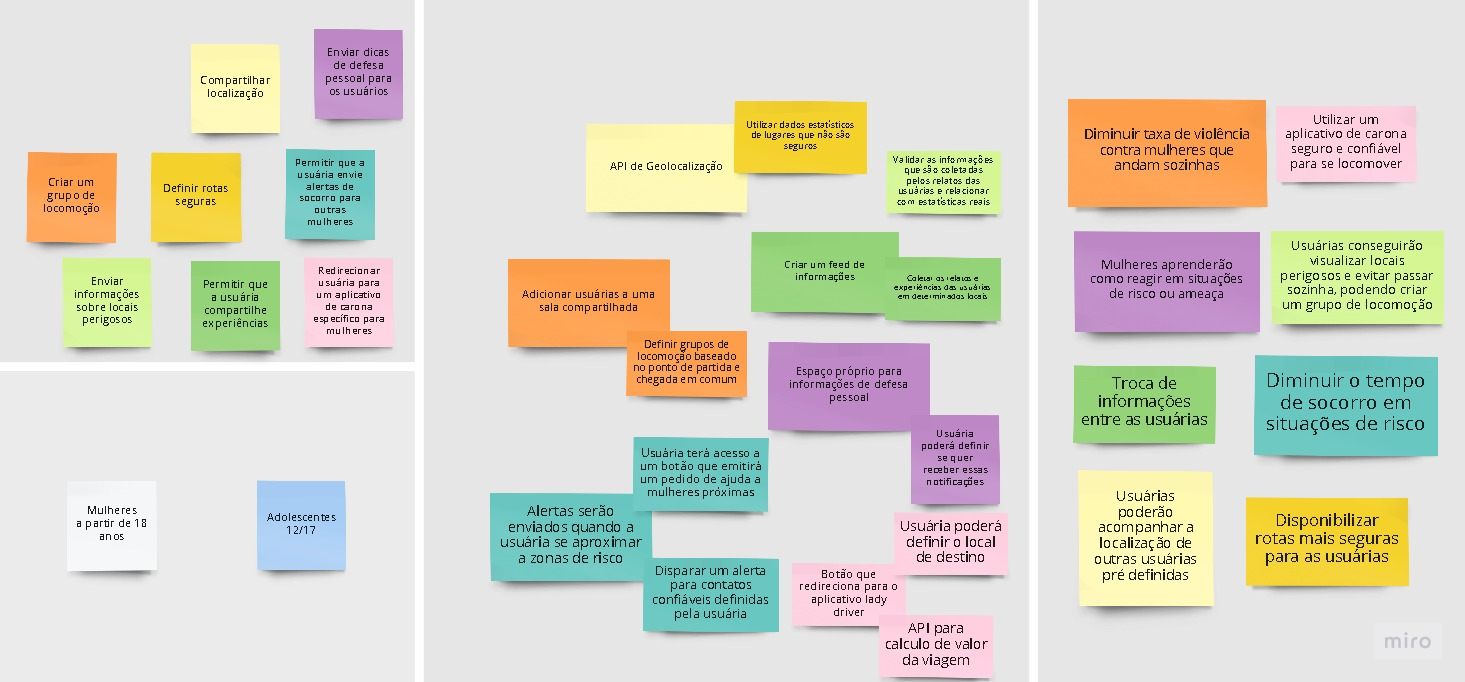 Compartilhar
localização
Enviar dicas
de defesa
pessoal para
os usuários
Criar um
grupo de
locomoção
Definir rotas
seguras
Permitir que a
usuária envie
alertas de
socorro para
outras
mulheres
Enviar
informações
sobre locais
perigosos
Permitir que
a usuária
compartilhe
experiências
Redirecionar
usuária para
um aplicativo
de carona
específico para
mulheres
Mulheres
a partir de 18
anos
Adolescentes
12/17
API de Geolocalização
Utilizar dados estatísticos
de lugares que não são
seguros
Validar as informações
que são coletadas
pelos relatos das
usuárias e relacionar
com estatísticas reais
Criar um feed de
informações
Coletar os relatos e
experiências das usuárias
em determinados locais
Adicionar usuárias a uma
sala compartilhada
Definir grupos de
locomoção baseado
no ponto de partida e
chegada em comum
Espaço próprio para
informações de defesa
pessoal
Usuária
poderá definir
se quer
receber essas
notificações
Usuária terá acesso a
um botão que emitirá
um pedido de ajuda a
mulheres próximas
Alertas serão
enviados quando a
usuária se aproximar
a zonas de risco
Disparar um alerta
para contatos
confiáveis definidas
pela usuária
Usuária poderá
definir o local
de destino
Botão que
redireciona para o
aplicativo lady
driver
API para
calculo de valor
da viagem
Diminuir taxa de violência
contra mulheres que
andam sozinhas
Utilizar um
aplicativo de carona
seguro e confiável
para se locomover
Mulheres aprenderão
como reagir em situações
de risco ou ameaça
Usuárias conseguirão
visualizar locais
perigosos e evitar passar
sozinha, podendo criar
um grupo de locomoção
Troca de
informações
entre as usuárias
Diminuir o tempo
de socorro em
situações de risco
Usuárias
poderão
acompanhar a
localização de
outras usuárias
pré definidas
Disponibilizar
rotas mais seguras
para as usuárias
miro